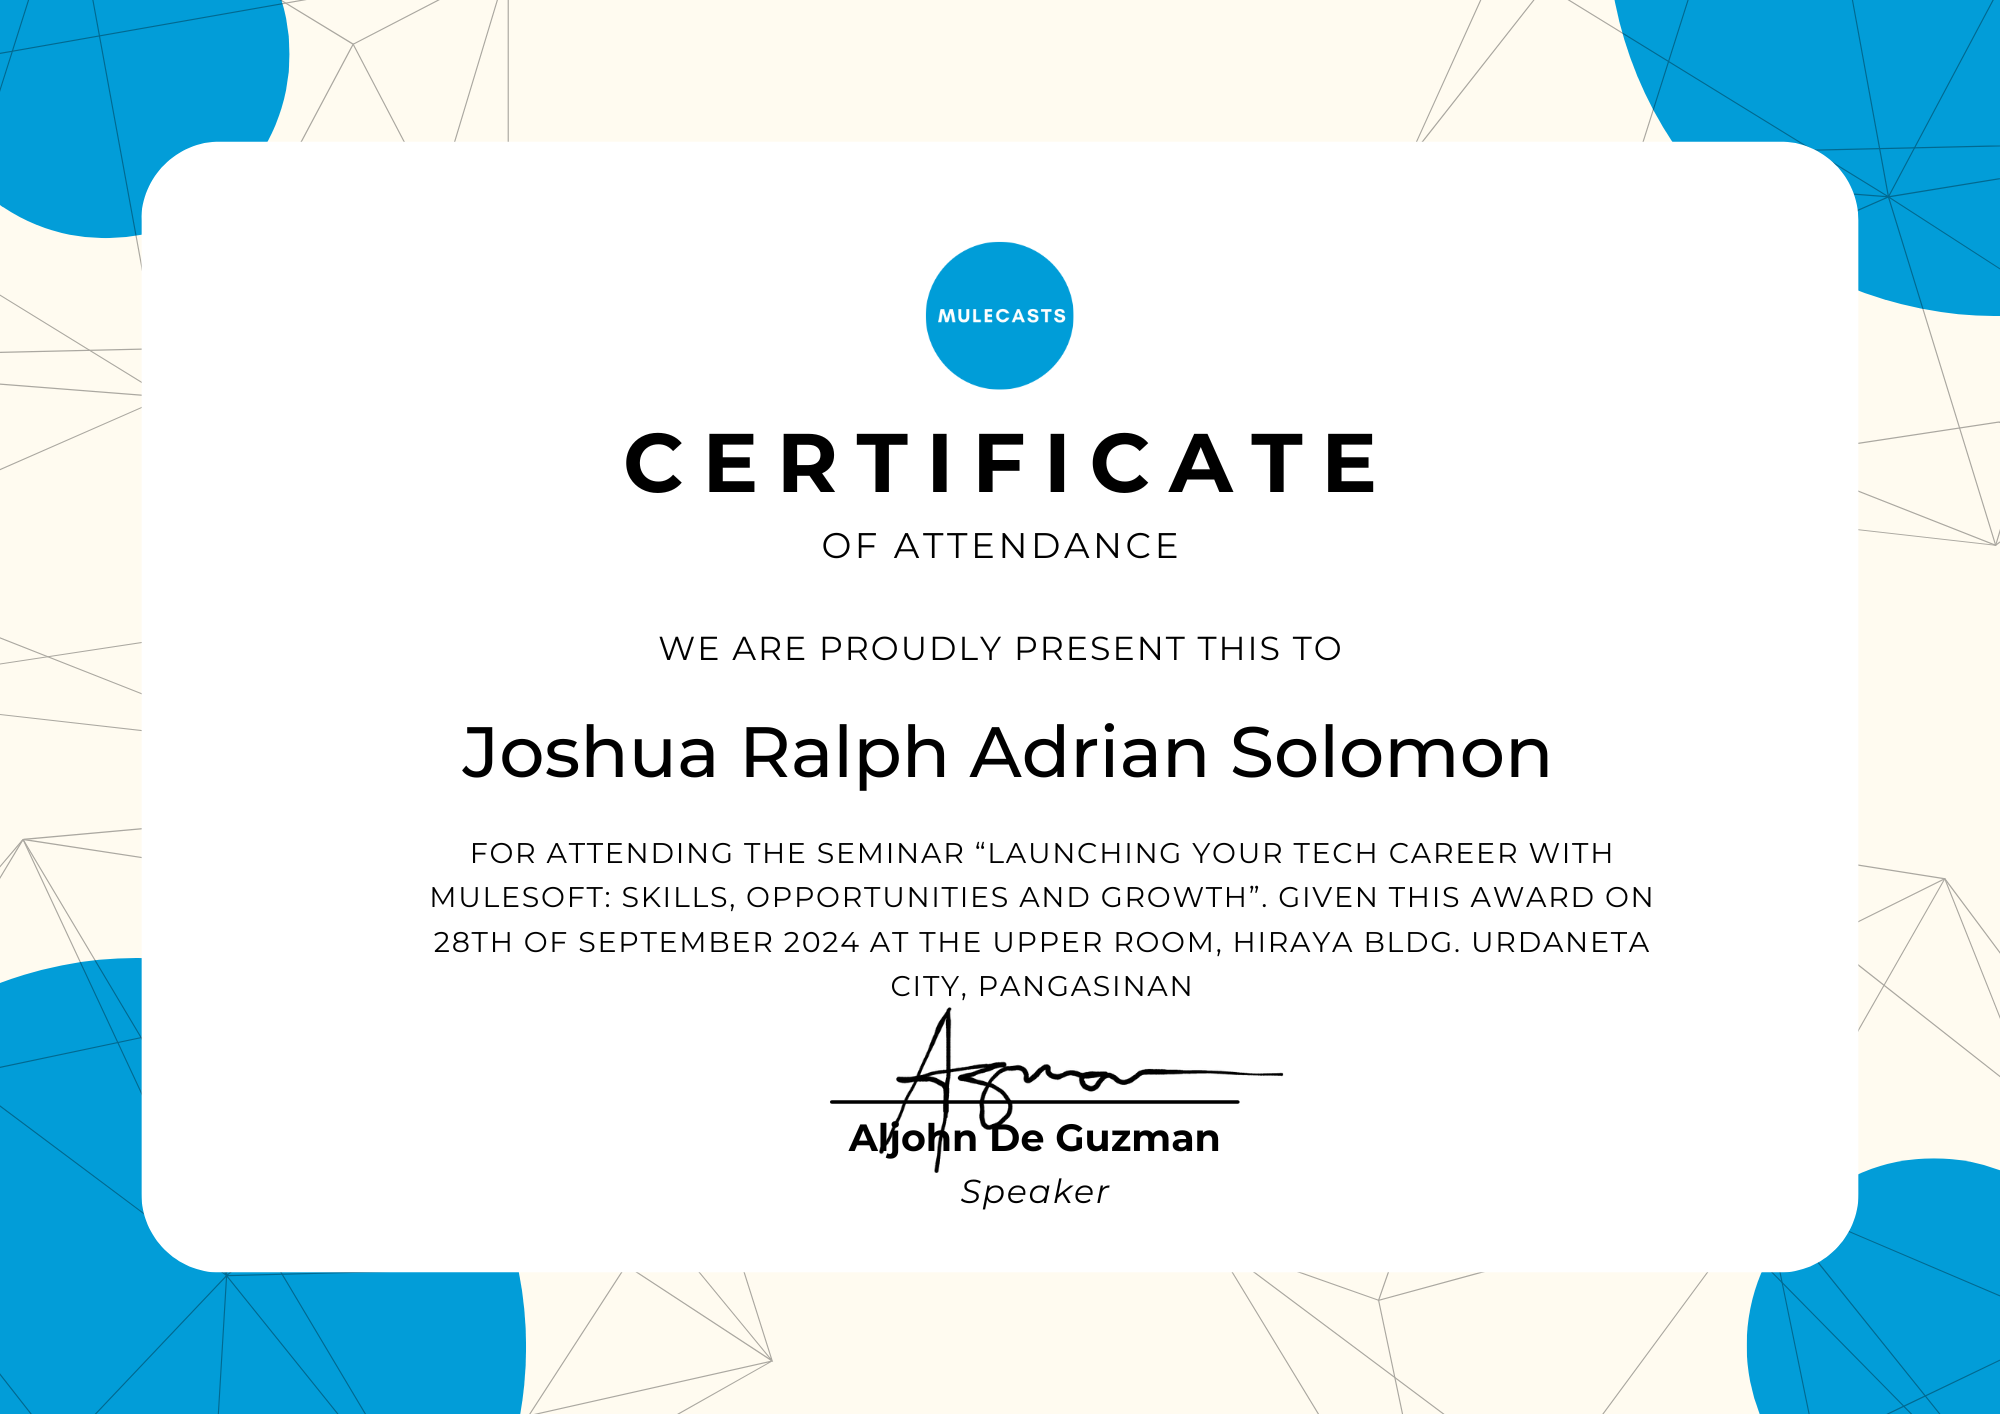 MULECASTS
CERTIFICATE
OF ATTENDANCE
WE ARE PROUDLY PRESENT THIS TO
Joshua Ralph Adrian Solomon
FOR ATTENDING THE SEMINAR “LAUNCHING YOUR TECH CAREER WITH
MULESOFT: SKILLS, OPPORTUNITIES AND GROWTH”. GIVEN THIS AWARD ON
28TH OF SEPTEMBER 2024 AT THE UPPER ROOM, HIRAYA BLDG. URDANETA
CITY, PANGASINAN
Aljohn De Guzman
Speaker